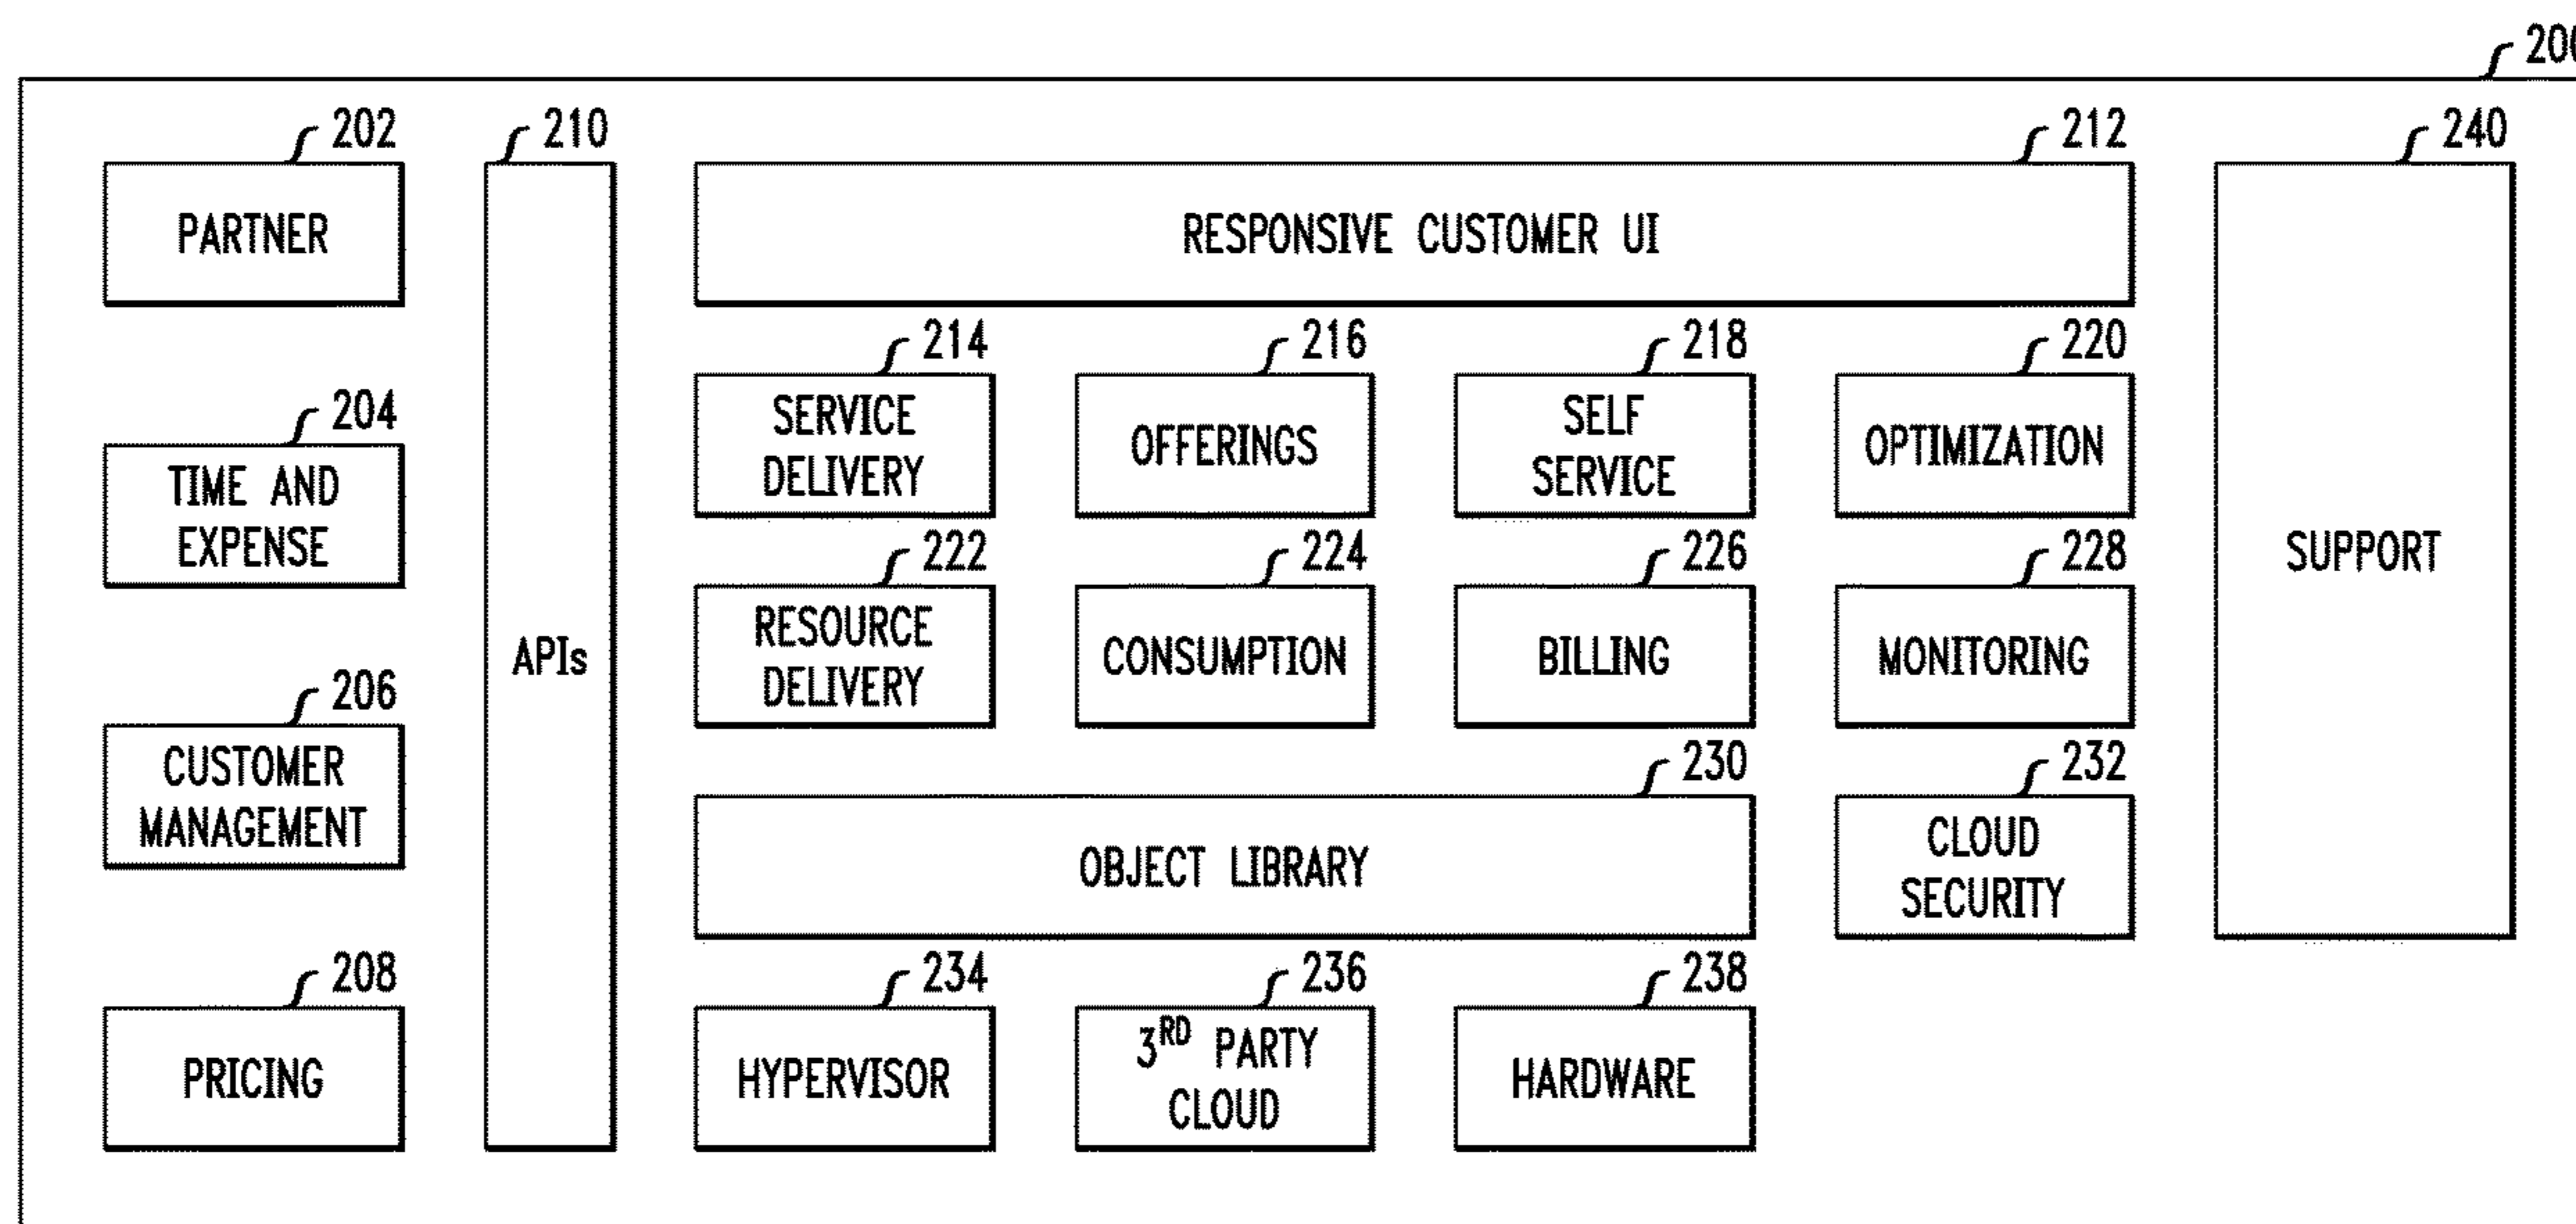 200
202
210
212
240
PARTNER
RESPONSIVE CUSTOMER UI
214
216
218
220
204
SERVICE
DELIVERY
OFFERINGS
SELF
SERVICE
OPTIMIZATION
TIME AND
EXPENSE
222
224
226
228
SUPPORT
APIs
RESOURCE
DELIVERY
CONSUMPTION
BILLING
MONITORING
206
CUSTOMER
MANAGEMENT
230
232
OBJECT LIBRARY
CLOUD
SECURITY
208
234
236
238
PRICING
HYPERVISOR
3RD PARTY
CLOUD
HARDWARE